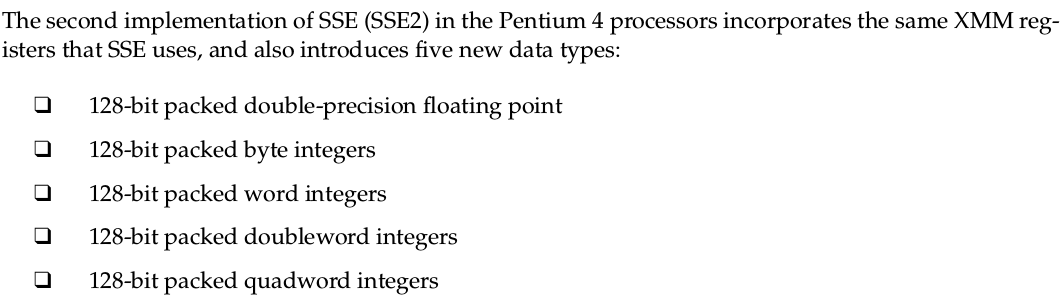 The second implementation of SSE (SSE2) in the Pentium 4 processors incorporates the same XMM reg-
isters that SSE uses, and also introduces five new data types:
❑ 128-bit packed double-precision floating point
❑ 128-bit packed byte integers
❑ 128-bit packed word integers
❑ 128-bit packed doubleword integers
❑ 128-bit packed quadword integers